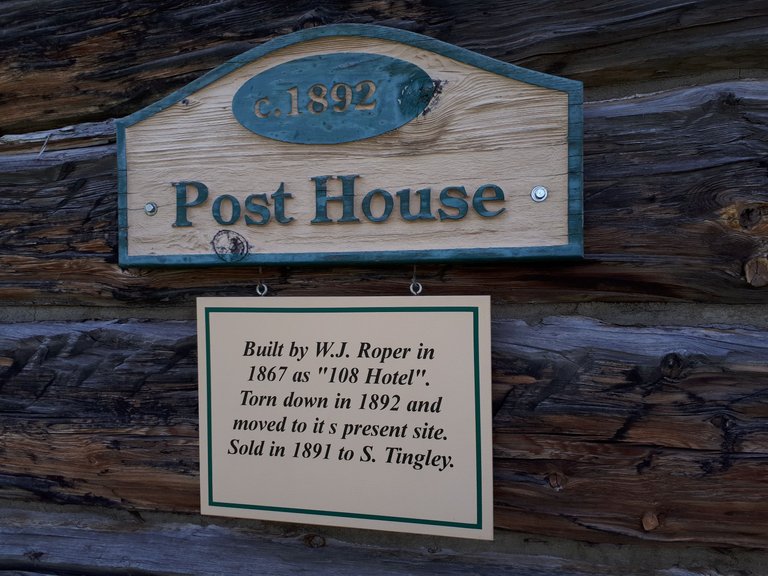 c.1892
Post House
Built by W.J. Roper in
1867 as "108 Hotel".
Torn down in 1892 and
moved to it s present site.
Sold in 1891 to S. Tingley.